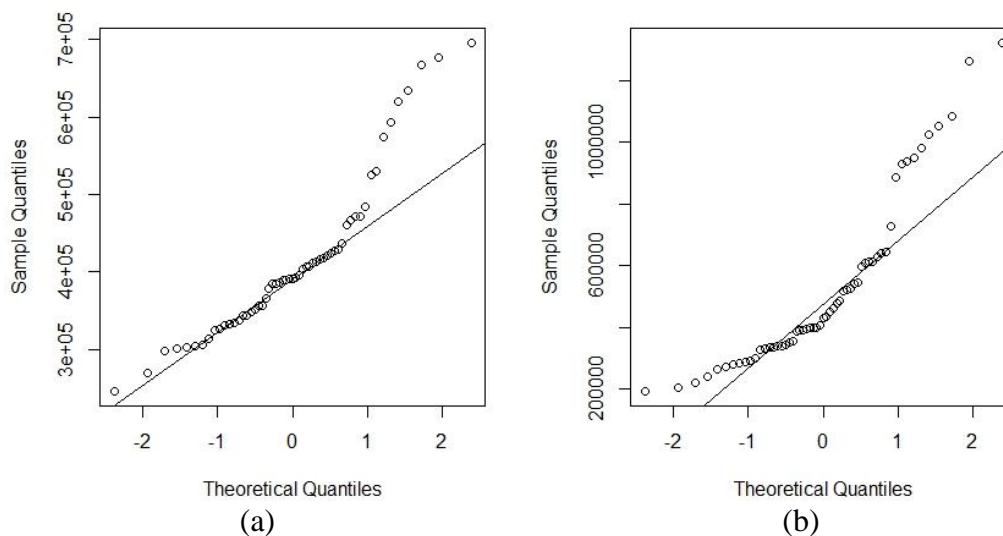 7e+05
6e+05
5e+05
4e+05
3e+05
Sample Quantiles
-2 -1 0 1 2
Theoretical Quantiles
(a)
1000000
600000
200000
Sample Quantiles
-2 -1 0 1 2
Theoretical Quantiles
(b)